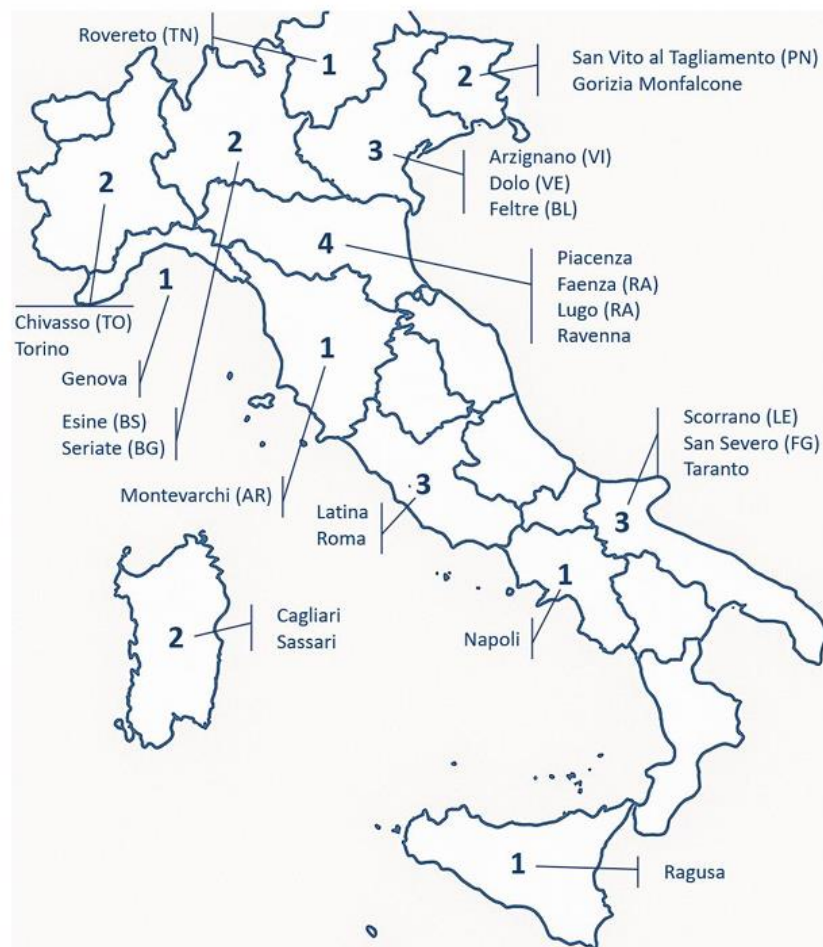 Rovereto (TN)
1
2
San Vito al Tagliamento (PN)
Gorizia Monfalcone
2
2
3
Arzignano (VI)
Dolo (VE)
Feltre (BL)
4
Piacenza
Faenza (RA)
Lugo (RA)
Ravenna
1
Chivasso (TO)
Torino
Genova
1
Esine (BS)
Seriate (BG)
Montevarchi (AR)
3
Latina
Roma
Scorrano (LE)
San Severo (FG)
Taranto
3
1
Napoli
2
Cagliari
Sassari
1
Ragusa